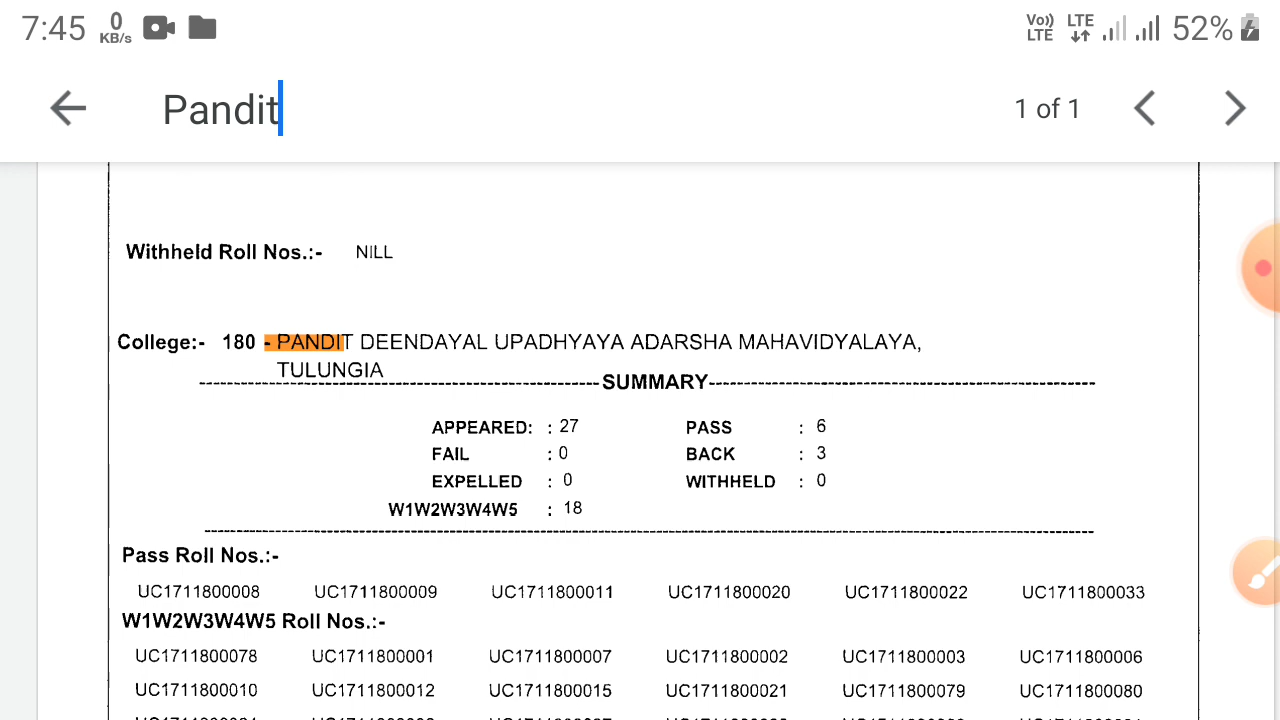 7:45 0 KB/s Vo)) LTE LTE 52%
Pandit 1 of 1
Withheld Roll Nos.:- NILL
College:- 180 - PANDIT DEENDAYAL UPADHYAYA ADARSHA MAHAVIDYALAYA,
TULUNGIA
SUMMARY
APPEARED: : 27 PASS : 6
FAIL : 0 BACK : 3
EXPELLED : 0 WITHHELD : 0
W1W2W3W4W5 : 18
Pass Roll Nos.:-
UC1711800008 UC1711800009 UC1711800011 UC1711800020 UC1711800022 UC1711800033
W1W2W3W4W5 Roll Nos.:-
UC1711800078 UC1711800001 UC1711800007 UC1711800002 UC1711800003 UC1711800006
UC1711800010 UC1711800012 UC1711800015 UC1711800021 UC1711800079 UC1711800080